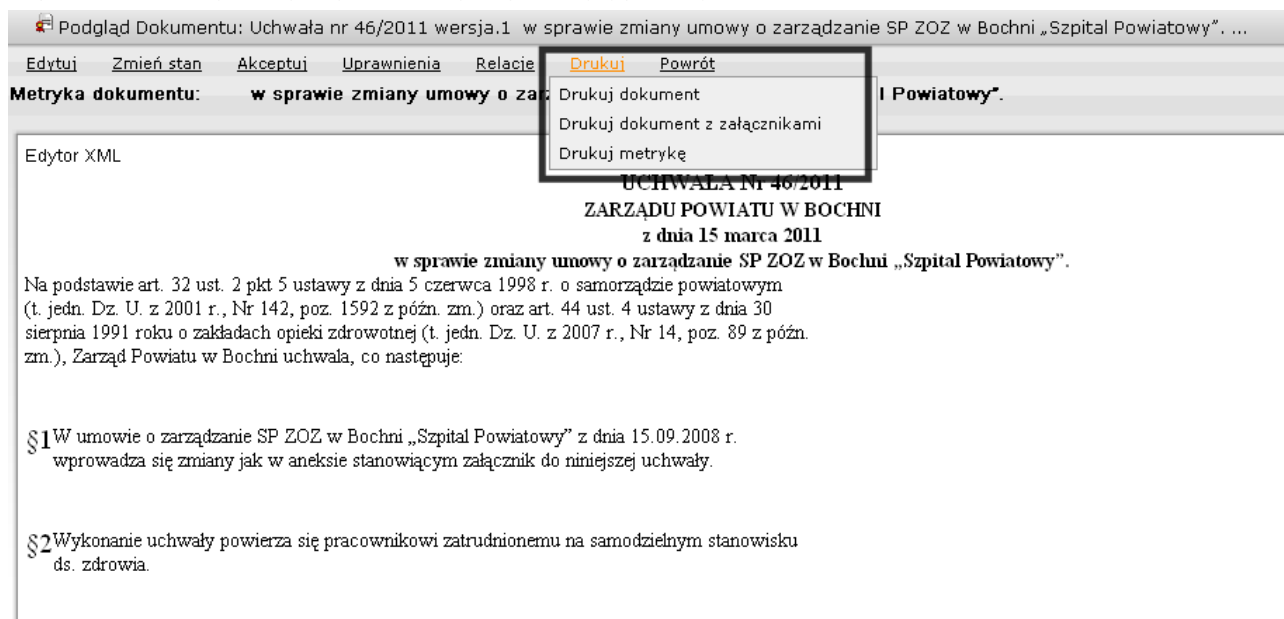 Podgląd Dokumentu: Uchwała nr 46/2011 wersja.1 w sprawie zmiany umowy o zarządzanie SP ZOZ w Bochni „Szpital Powiatowy”. ...
Edytuj Zmień stan Akceptuj Uprawnienia Relacje Drukuj Powrót
Metryka dokumentu: w sprawie zmiany umowy o zar l Powiatowy”.
Drukuj dokument
Drukuj dokument z załącznikami
Drukuj metrykę
Edytor XML
UCHWAŁA Nr 46/2011
ZARZĄDU POWIATU W BOCHNI
z dnia 15 marca 2011
w sprawie zmiany umowy o zarządzanie SP ZOZ w Bochni „Szpital Powiatowy”.
Na podstawie art. 32 ust. 2 pkt 5 ustawy z dnia 5 czerwca 1998 r. o samorządzie powiatowym
(t. jedn. Dz. U. z 2001 r., Nr 142, poz. 1592 z późn. zm.) oraz art. 44 ust. 4 ustawy z dnia 30
sierpnia 1991 roku o zakładach opieki zdrowotnej (t. jedn. Dz. U. z 2007 r., Nr 14, poz. 89 z późn.
zm.), Zarząd Powiatu w Bochni uchwala, co następuje:
§1 W umowie o zarządzanie SP ZOZ w Bochni „Szpital Powiatowy” z dnia 15.09.2008 r.
wprowadza się zmiany jak w aneksie stanowiącym załącznik do niniejszej uchwały.
§2 Wykonanie uchwały powierza się pracownikowi zatrudnionemu na samodzielnym stanowisku
ds. zdrowia.